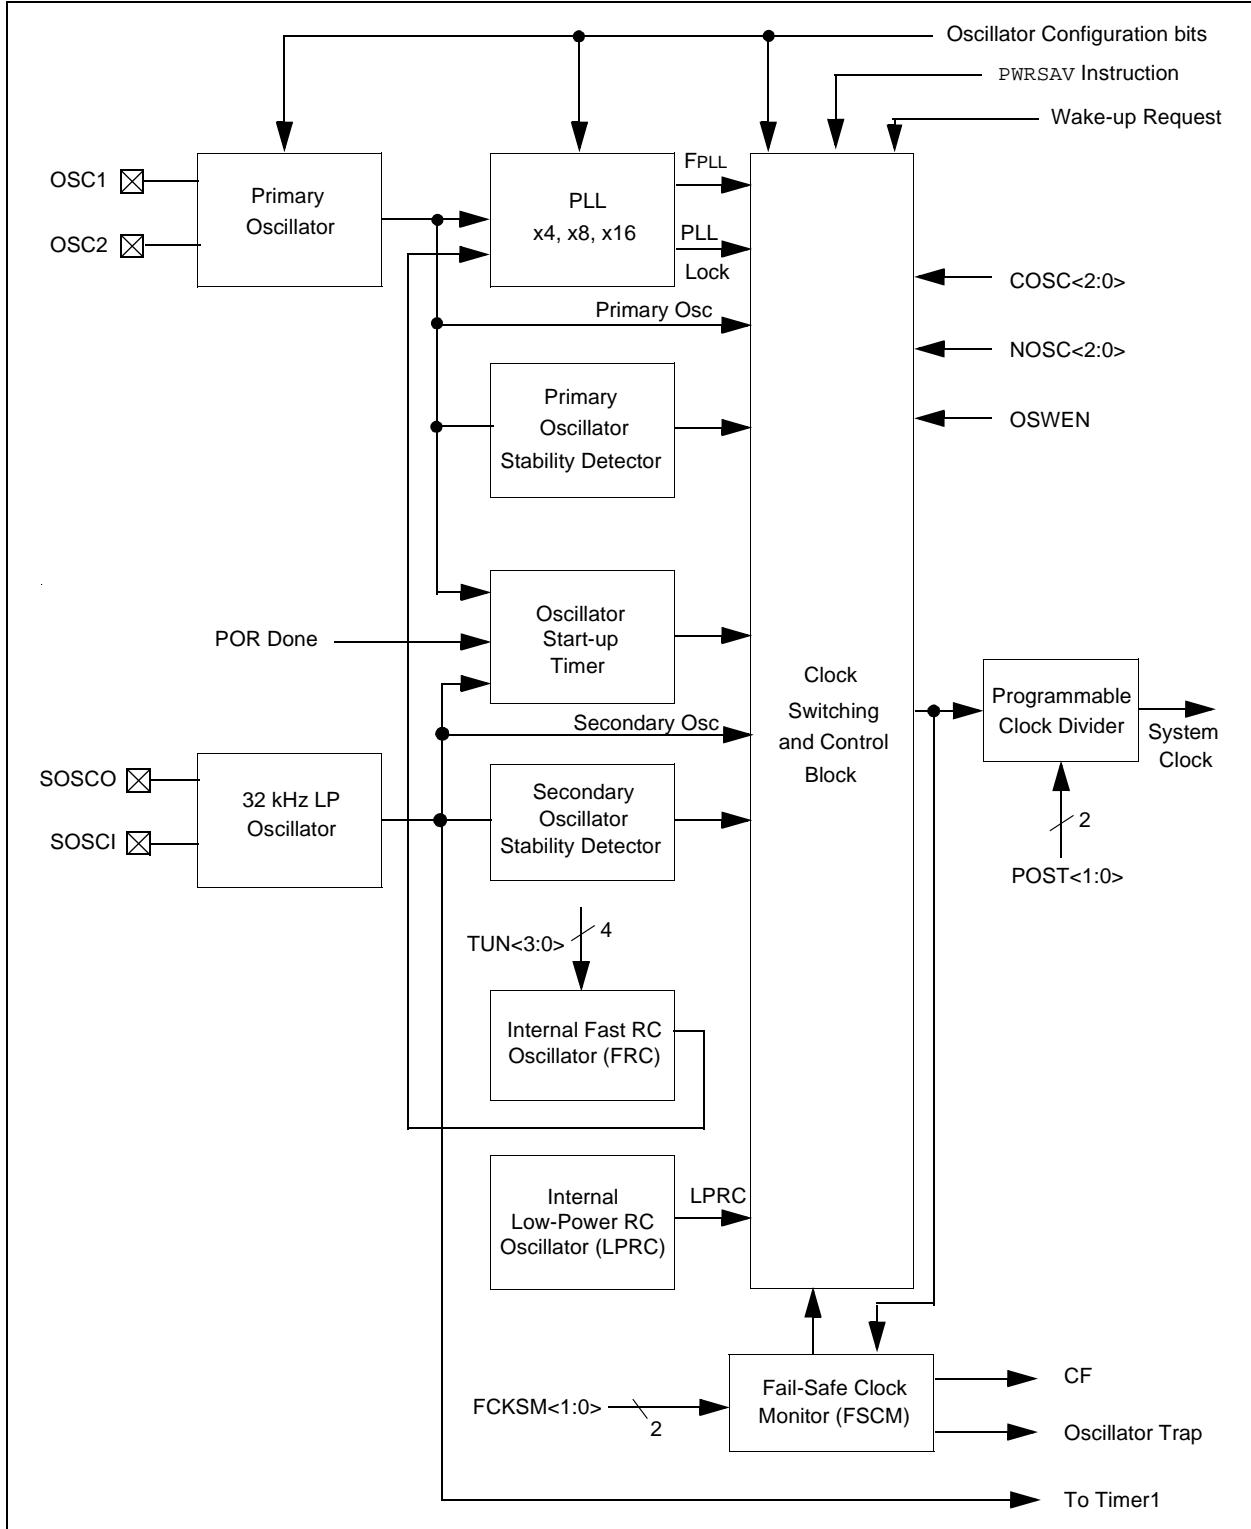 Oscillator Configuration bits
PWRSAV Instruction
Wake-up Request
OSC1
OSC2
Primary
Oscillator
PLL
x4, x8, x16
FPLL
PLL
Lock
COSC<2:0>
NOSC<2:0>
OSWEN
Primary Osc
Primary
Oscillator
Stability Detector
POR Done
Oscillator
Start-up
Timer
Clock
Switching
and Control
Block
Programmable
Clock Divider
System
Clock
2
POST<1:0>
Secondary Osc
SOSCO
SOSCI
32 kHz LP
Oscillator
Secondary
Oscillator
Stability Detector
TUN<3:0>
4
Internal Fast RC
Oscillator (FRC)
Internal
Low-Power RC
Oscillator (LPRC)
LPRC
FCKSM<1:0>
2
Fail-Safe Clock
Monitor (FSCM)
CF
Oscillator Trap
To Timer1